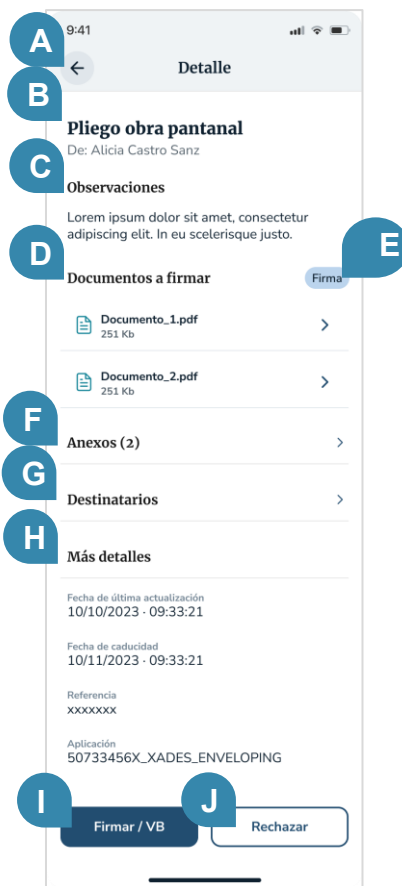 A
9:41
Detalle
B
Pliego obra pantanal
De: Alicia Castro Sanz
C
Observaciones
Lorem ipsum dolor sit amet, consectetur
adipiscing elit. In eu scelerisque justo.
D
E
Documentos a firmar
Firma
Documento_1.pdf
251 Kb
Documento_2.pdf
251 Kb
F
Anexos (2)
G
Destinatarios
H
Más detalles
Fecha de última actualización
10/10/2023 · 09:33:21
Fecha de caducidad
10/11/2023 · 09:33:21
Referencia
xxxxxxx
Aplicación
50733456X_XADES_ENVELOPING
I
J
Firmar / VB
Rechazar